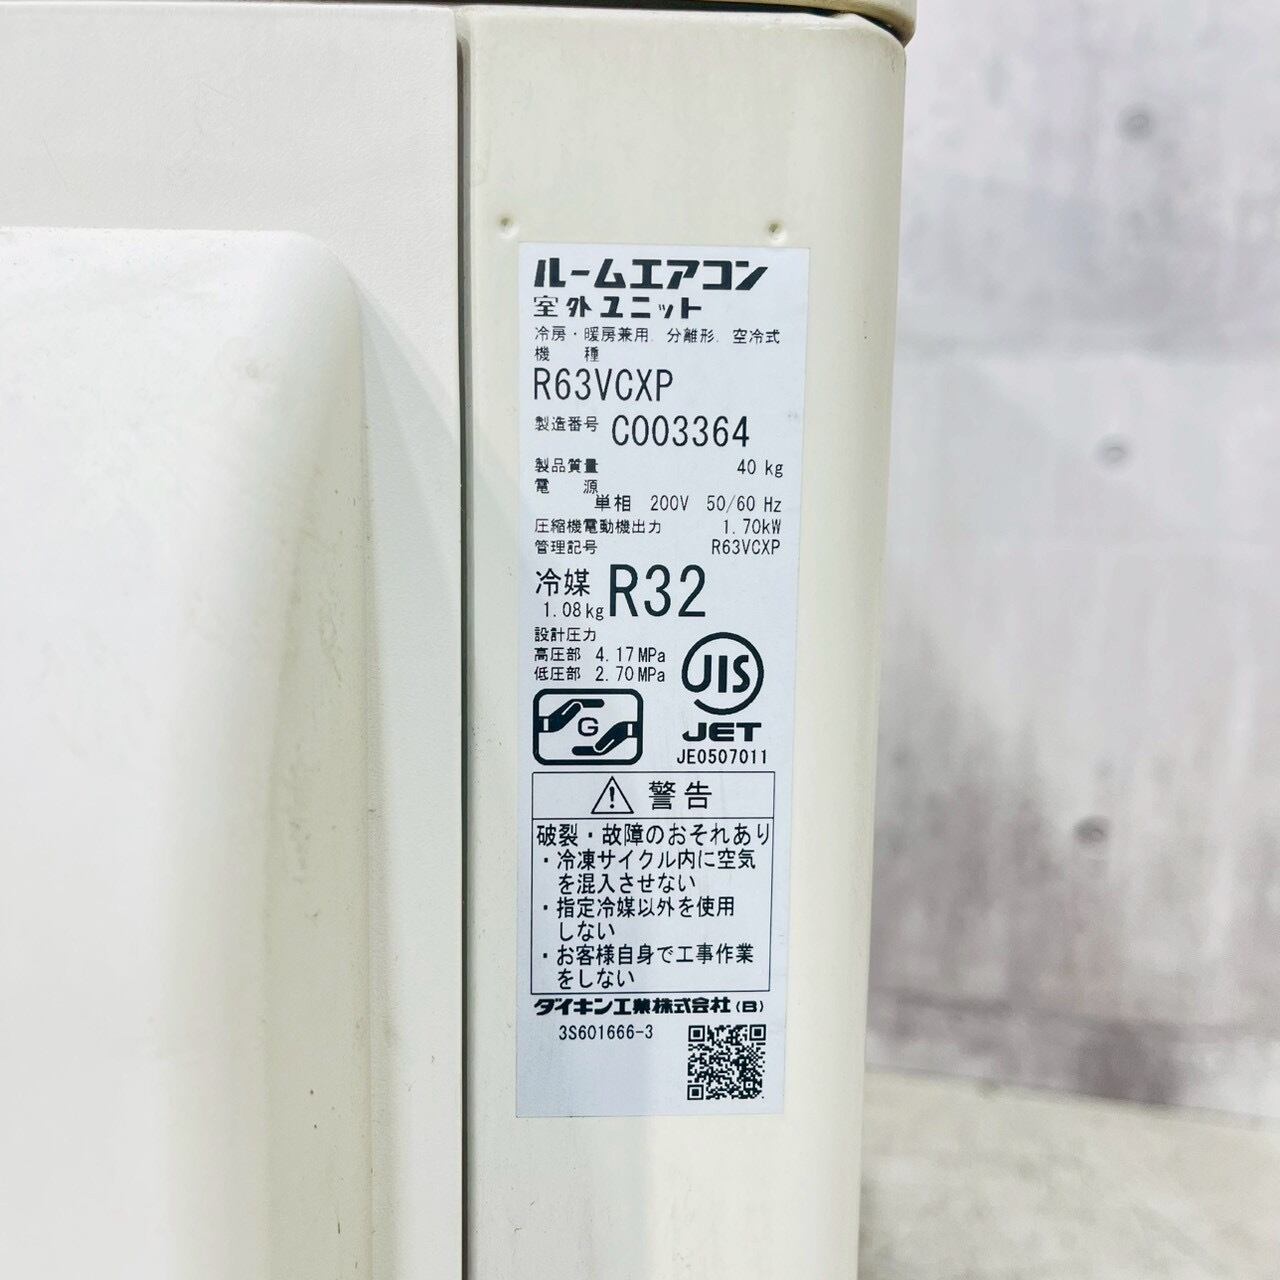 ルームエアコン
室外ユニット
冷房・暖房兼用、分離形、空冷式
機種
R63VCXP
製造番号 C003364
製品質量 40 kg
電源
単相 200V 50/60 Hz
圧縮機電動機出力 1.70kW
管理記号 R63VCXP
冷媒 R32
1.08kg
設計圧力
高圧部 4.17MPa
低圧部 2.70MPa
JIS
G
JET
JE0507011
警告
破裂・故障のおそれあり
・冷凍サイクル内に空気
を混入させない
・指定冷媒以外を使用
しない
・お客様自身で工事作業
をしない
ダイキン工業株式会社(B)
3S601666-3